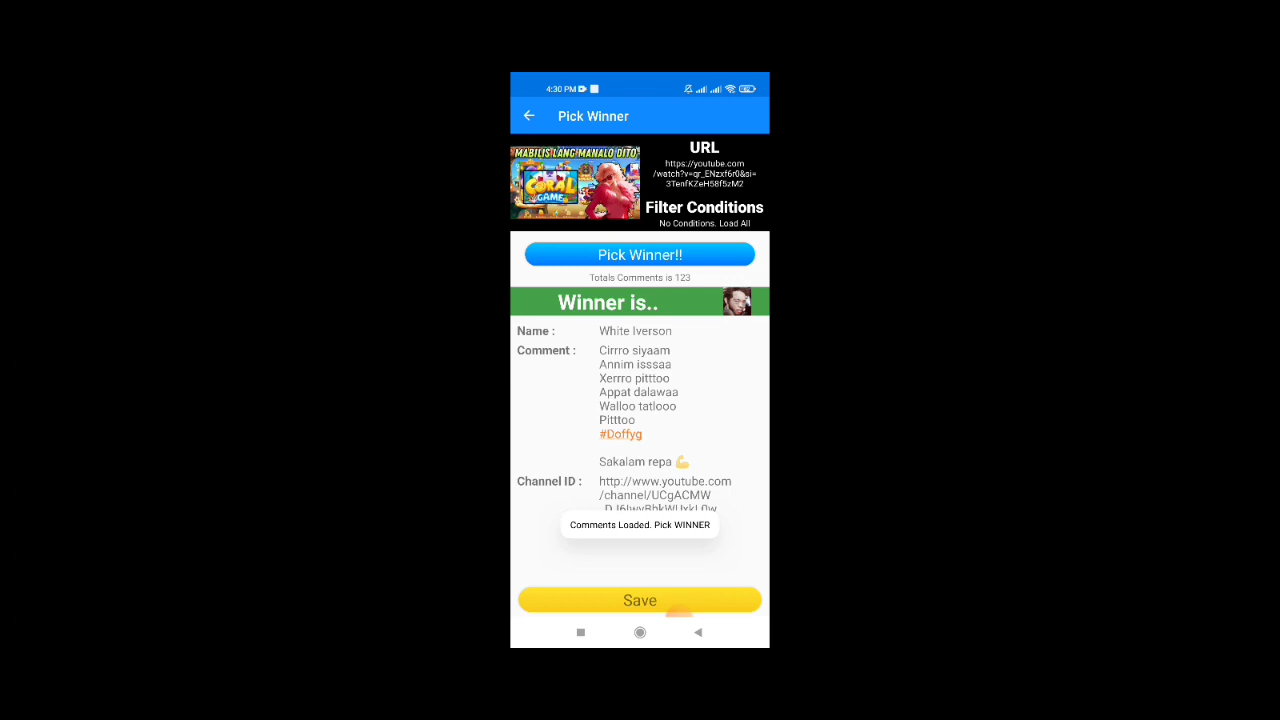 4:30 PM
62
Pick Winner
MABILIS LANG MANALO DITO
CORAL
GAME
URL
https://youtube.com
/watch?v=qr_ENzxf6r0&si=
3TenfKZeH58f5zM2
Filter Conditions
No Conditions. Load All
Pick Winner!!
Totals Comments is 123
Winner is..
Name :
White Iverson
Comment :
Cirrro siyaam
Annim isssaa
Xerrro pitttoo
Appat dalawaa
Walloo tatlooo
Pitttoo
#Doffyg
Sakalam repa 💪
Channel ID :
http://www.youtube.com
/channel/UCgACMW
Comments Loaded. Pick WINNER
Save